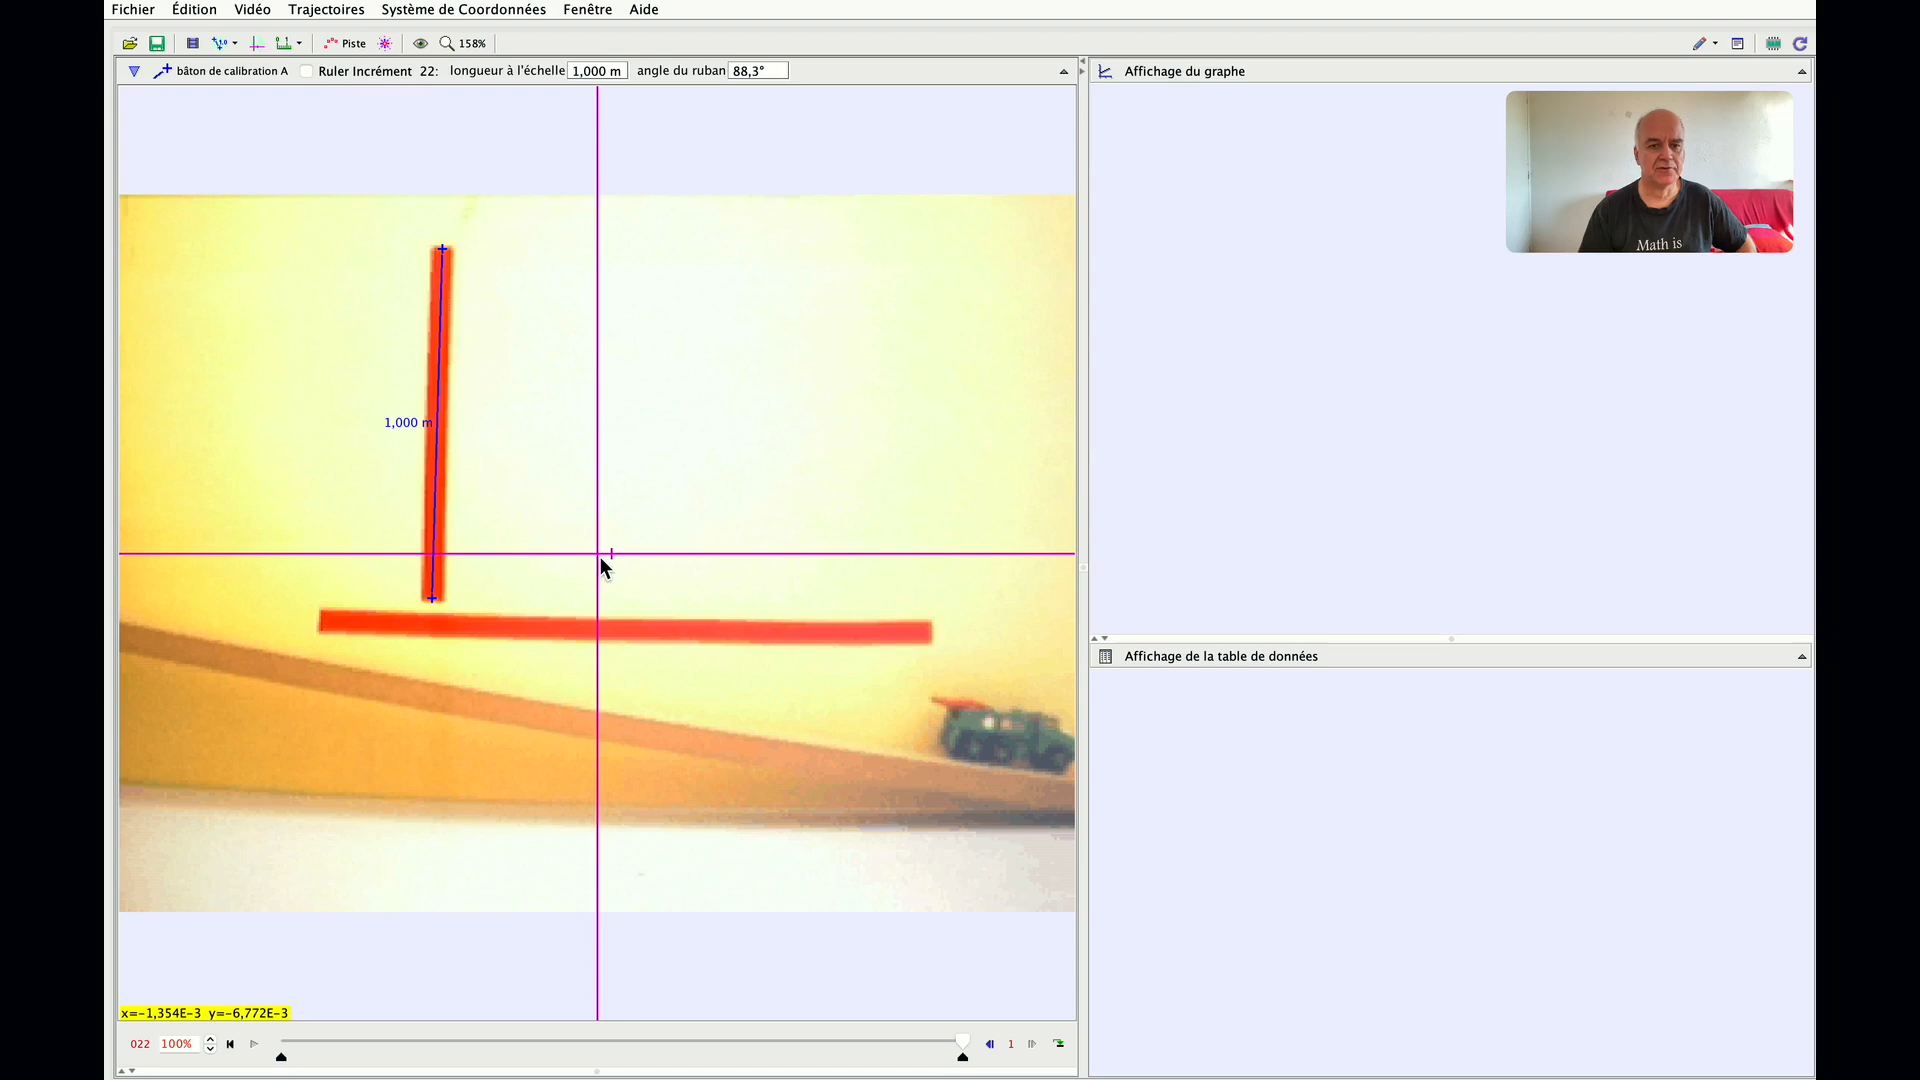 Fichier Édition Vidéo Trajectoires Système de Coordonnées Fenêtre Aide
Piste 158%
bâton de calibration A Ruler Incrément 22: longueur à l'échelle 1,000 m angle du ruban 88,3°
Affichage du graphe
Math is
1,000 m
Affichage de la table de données
x=-1,354E-3 y=-6,772E-3
022 100% 1